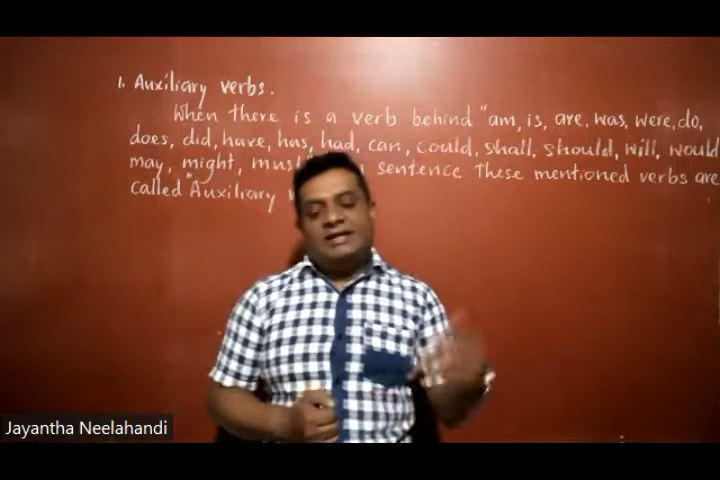 1. Auxiliary verbs.
When there is a verb behind "am, is, are, was, were, do,
does, did, have, has, had, can, could, shall, should, will, would
may, might, must sentence These mentioned verbs are
called "Auxiliary
Jayantha Neelahandi